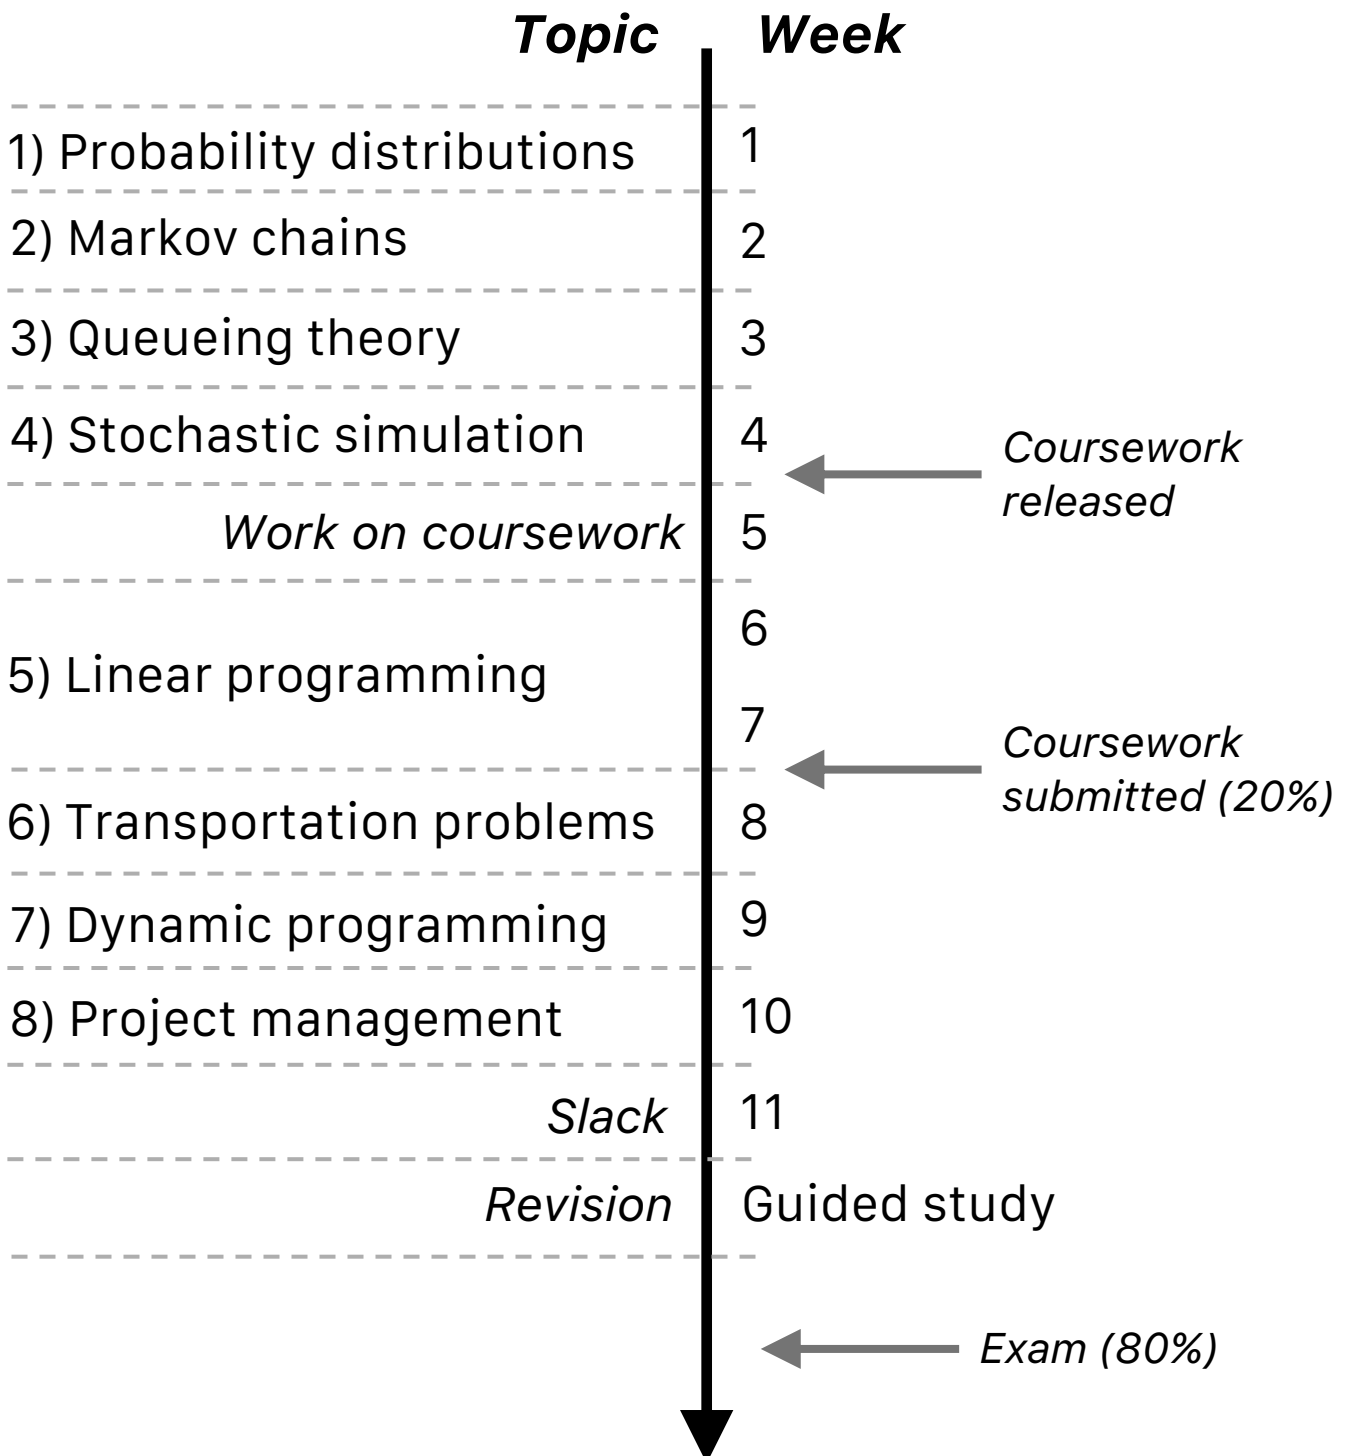 Topic Week
1) Probability distributions 1
2) Markov chains 2
3) Queueing theory 3
4) Stochastic simulation 4
Coursework
released
Work on coursework 5
6
5) Linear programming
7
Coursework
submitted (20%)
6) Transportation problems 8
7) Dynamic programming 9
8) Project management 10
Slack 11
Revision Guided study
Exam (80%)